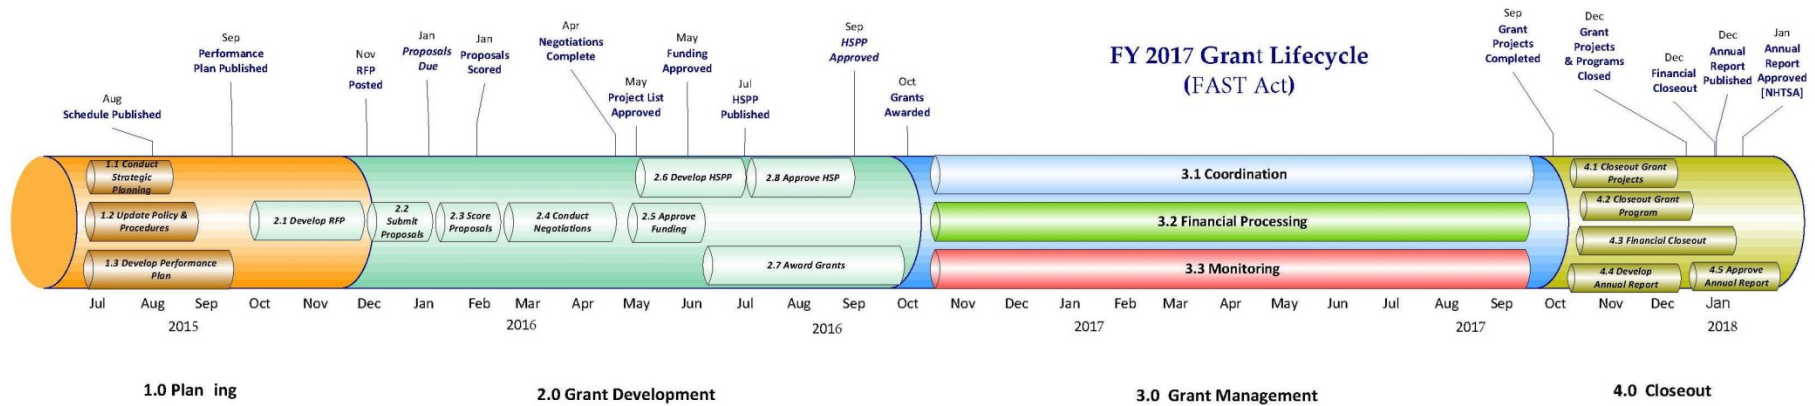 FY 2017 Grant Lifecycle
(FAST Act)
Aug
Schedule Published
Sep
Performance
Plan Published
Nov
RFP
Posted
Jan
Proposals
Due
Jan
Proposals
Scored
Apr
Negotiations
Complete
May
Project List
Approved
May
Funding
Approved
Jul
HSPP
Published
Sep
HSPP
Approved
Oct
Grants
Awarded
Sep
Grant
Projects
Completed
Dec
Grant
Projects
& Programs
Closed
Dec
Financial
Closeout
Dec
Annual
Report
Published
Jan
Annual
Report
Approved
[NHTSA]
1.1 Conduct
Strategic
Planning
1.2 Update Policy &
Procedures
1.3 Develop Performance
Plan
2.1 Develop RFP
2.2
Submit
Proposals
2.3 Score
Proposals
2.4 Conduct
Negotiations
2.5 Approve
Funding
2.6 Develop HSPP
2.8 Approve HSP
2.7 Award Grants
3.1 Coordination
3.2 Financial Processing
3.3 Monitoring
4.1 Closeout Grant
Projects
4.2 Closeout Grant
Program
4.3 Financial Closeout
4.4 Develop
Annual Report
4.5 Approve
Annual Report
Jul Aug Sep Oct Nov Dec Jan Feb Mar Apr May Jun Jul Aug Sep Oct Nov Dec Jan Feb Mar Apr May Jun Jul Aug Sep Oct Nov Dec Jan
2015 2016 2016 2017 2017 2018
1.0 Plan ing
2.0 Grant Development
3.0 Grant Management
4.0 Closeout